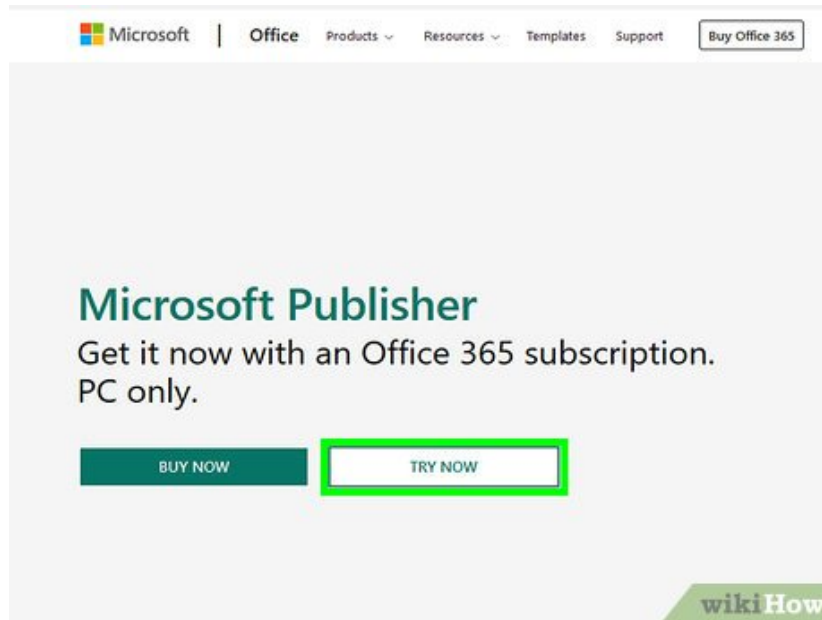 Microsoft | Office Products Resources Templates Support Buy Office 365
Microsoft Publisher
Get it now with an Office 365 subscription.
PC only.
BUY NOW TRY NOW
wikiHow